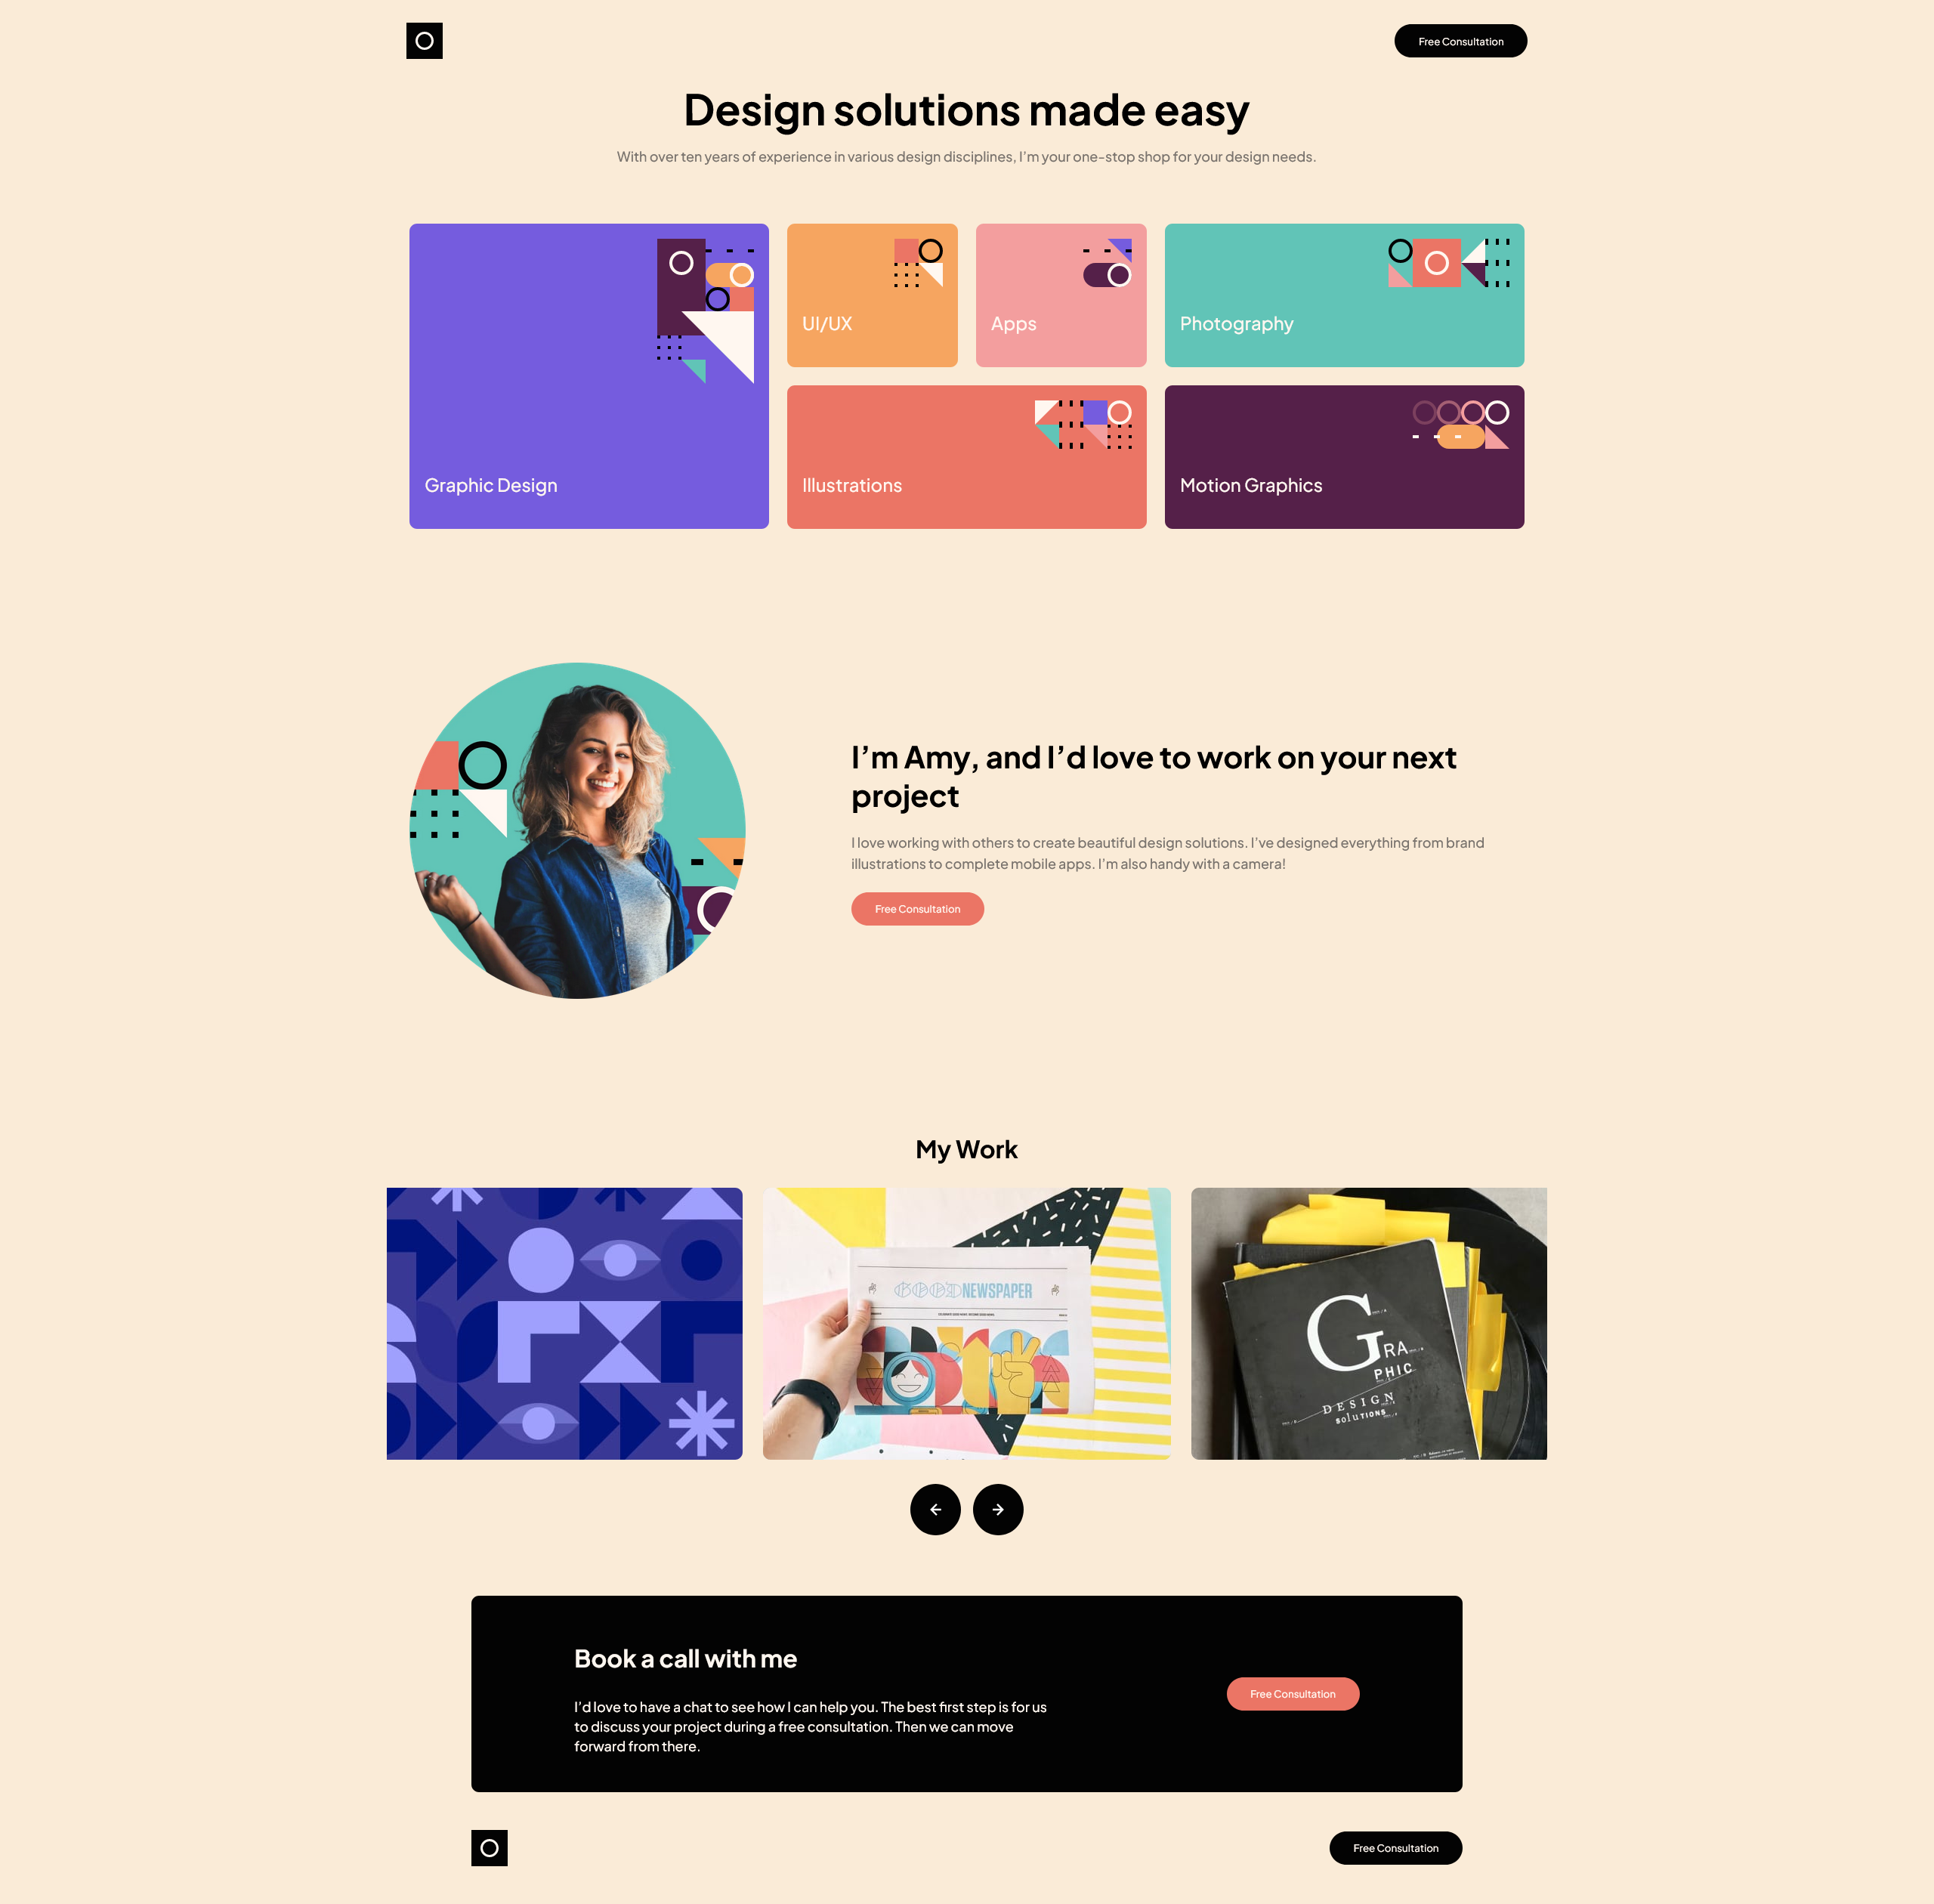 Free Consultation
Design solutions made easy
With over ten years of experience in various design disciplines, I’m your one-stop shop for your design needs.
Graphic Design
UI/UX
Apps
Photography
Illustrations
Motion Graphics
I’m Amy, and I’d love to work on your next
project
I love working with others to create beautiful design solutions. I’ve designed everything from brand
illustrations to complete mobile apps. I’m also handy with a camera!
Free Consultation
My Work
GOOD NEWSPAPER
GRA
PHIC
DESIGN
SoluTIONS
Book a call with me
I’d love to have a chat to see how I can help you. The best first step is for us
to discuss your project during a free consultation. Then we can move
forward from there.
Free Consultation
Free Consultation